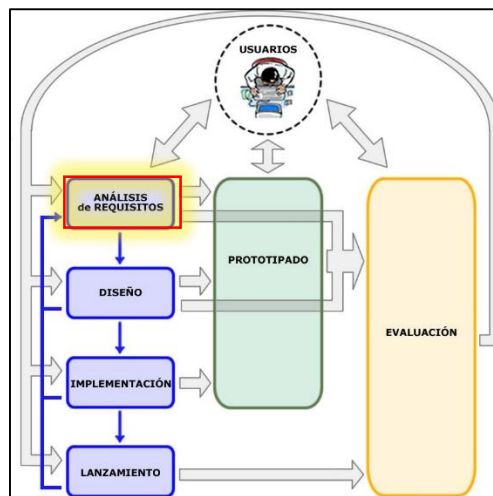 USUARIOS
ANÁLISIS
de REQUISITOS
PROTOTIPADO
DISEÑO
EVALUACIÓN
IMPLEMENTACIÓN
LANZAMIENTO